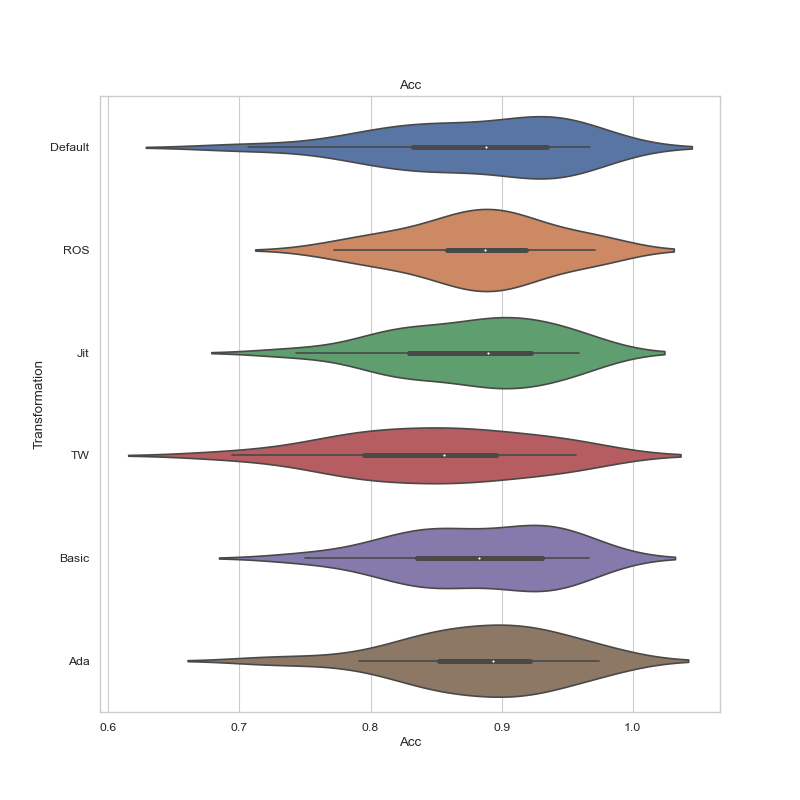 Acc
Default
ROS
Jit
TW
Basic
Ada
Transformation
0.6 0.7 0.8 0.9 1.0
Acc